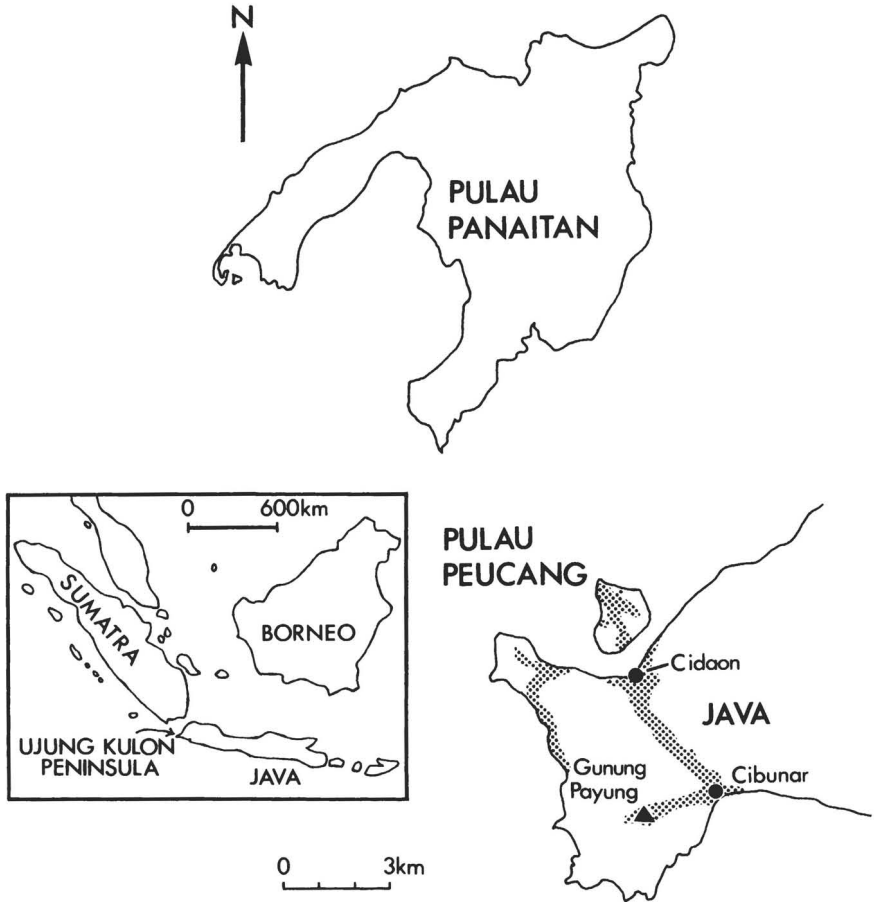 N
PULAU
PANAITAN
0 600km
SUMATRA
BORNEO
UJUNG KULON
PENINSULA
JAVA
PULAU
PEUCANG
Cidaon
JAVA
Gunung
Payung
Cibunar
0 3km